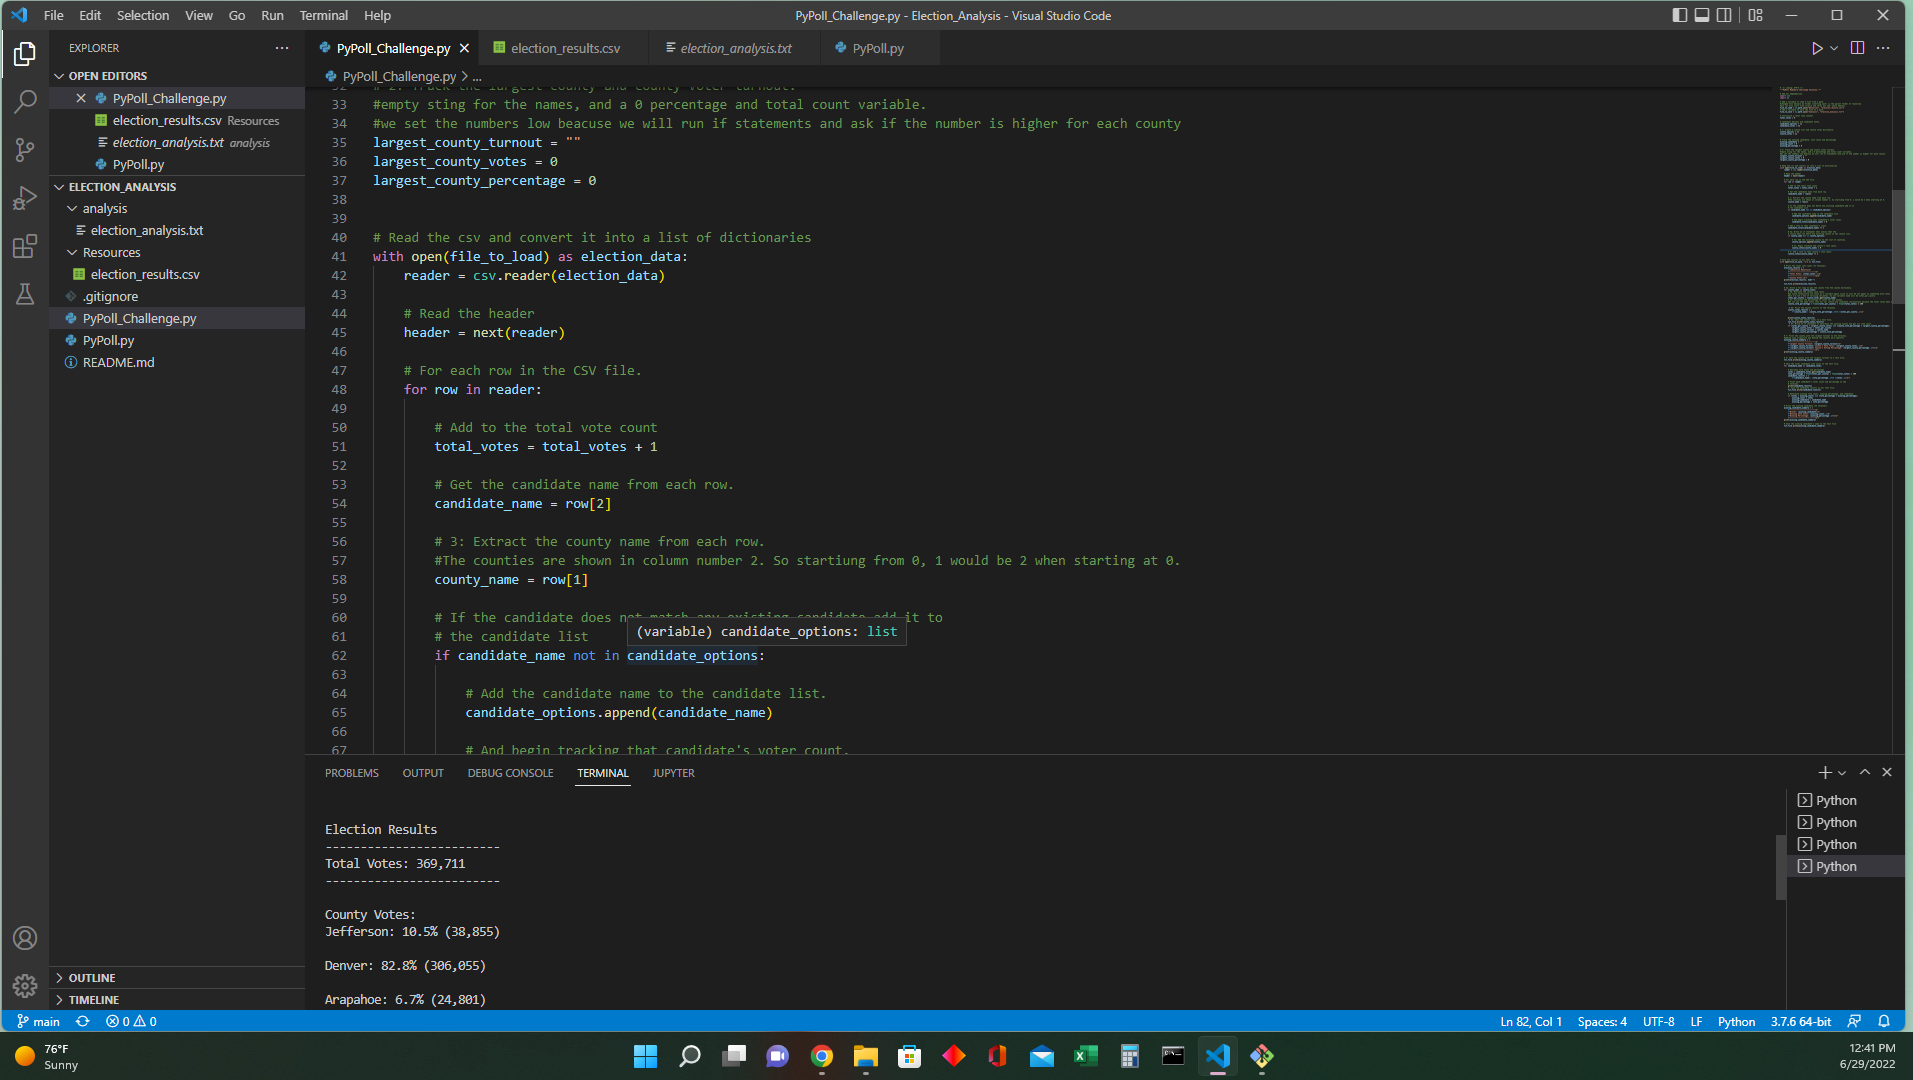 File Edit Selection View Go Run Terminal Help
PyPoll_Challenge.py - Election_Analysis - Visual Studio Code
EXPLORER
PyPoll_Challenge.py election_results.csv election_analysis.txt PyPoll.py
OPEN EDITORS
PyPoll_Challenge.py
election_results.csv Resources
election_analysis.txt analysis
PyPoll.py
ELECTION_ANALYSIS
analysis
election_analysis.txt
Resources
election_results.csv
.gitignore
PyPoll_Challenge.py
PyPoll.py
README.md
OUTLINE
TIMELINE
PyPoll_Challenge.py > ...
32 # 2: Track the largest county and county voter turnout.
33 #empty sting for the names, and a 0 percentage and total count variable.
34 #we set the numbers low beacuse we will run if statements and ask if the number is higher for each county
35 largest_county_turnout = ""
36 largest_county_votes = 0
37 largest_county_percentage = 0
38
39
40 # Read the csv and convert it into a list of dictionaries
41 with open(file_to_load) as election_data:
42 reader = csv.reader(election_data)
43
44 # Read the header
45 header = next(reader)
46
47 # For each row in the CSV file.
48 for row in reader:
49
50 # Add to the total vote count
51 total_votes = total_votes + 1
52
53 # Get the candidate name from each row.
54 candidate_name = row[2]
55
56 # 3: Extract the county name from each row.
57 #The counties are shown in column number 2. So startiung from 0, 1 would be 2 when starting at 0.
58 county_name = row[1]
59
60 # If the candidate does not match any existing candidate add it to
61 # the candidate list
(variable) candidate_options: list
62 if candidate_name not in candidate_options:
63
64 # Add the candidate name to the candidate list.
65 candidate_options.append(candidate_name)
66
67 # And begin tracking that candidate's voter count.
PROBLEMS OUTPUT DEBUG CONSOLE TERMINAL JUPYTER
Election Results
-------------------------
Total Votes: 369,711
-------------------------
County Votes:
Jefferson: 10.5% (38,855)
Denver: 82.8% (306,055)
Arapahoe: 6.7% (24,801)
Python
Python
Python
Python
main 0 0 Ln 82, Col 1 Spaces: 4 UTF-8 LF Python 3.7.6 64-bit
76°F
Sunny
12:41 PM
6/29/2022